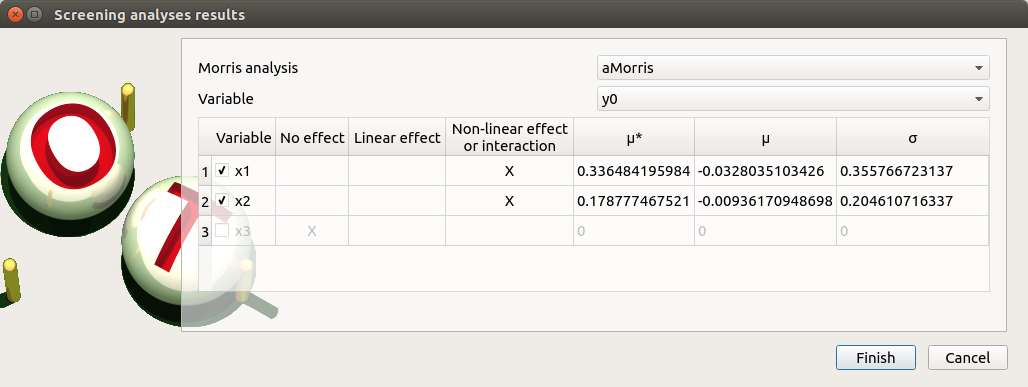 Screening analyses results
Morris analysis aMorris
Variable y0
Variable No effect Linear effect Non-linear effect or interaction μ* μ σ
1 x1 X 0.336484195984 -0.0328035103426 0.355766723137
2 x2 X 0.178777467521 -0.00936170948698 0.204610716337
3 x3 X 0 0 0
Finish Cancel